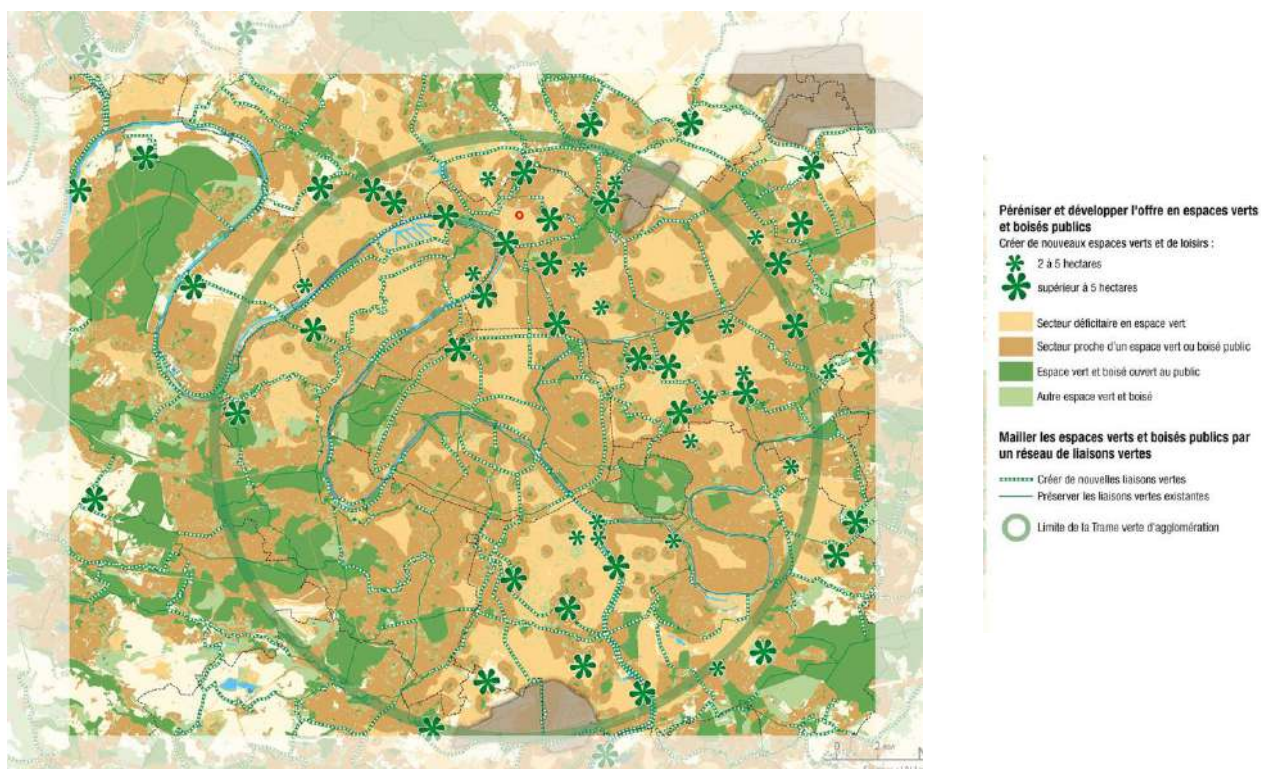 Péréniser et développer l'offre en espaces verts
et boisés publics
Créer de nouveaux espaces verts et de loisirs :
2 à 5 hectares
supérieur à 5 hectares
Secteur déficitaire en espace vert
Secteur proche d'un espace vert ou boisé public
Espace vert et boisé ouvert au public
Autre espace vert et boisé
Mailler les espaces verts et boisés publics par
un réseau de liaisons vertes
Créer de nouvelles liaisons vertes
Préserver les liaisons vertes existantes
Limite de la Trame verte d'agglomération
0 2